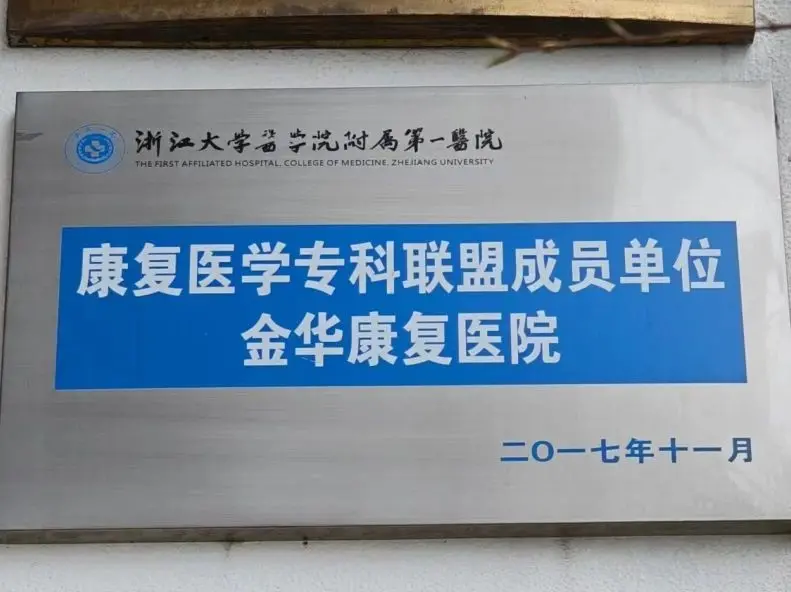 浙江大学醫学院附属第一醫院
THE FIRST AFFILIATED HOSPITAL, COLLEGE OF MEDICINE, ZHEJIANG UNIVERSITY
康复医学专科联盟成员单位
金华康复医院
二〇一七年十一月